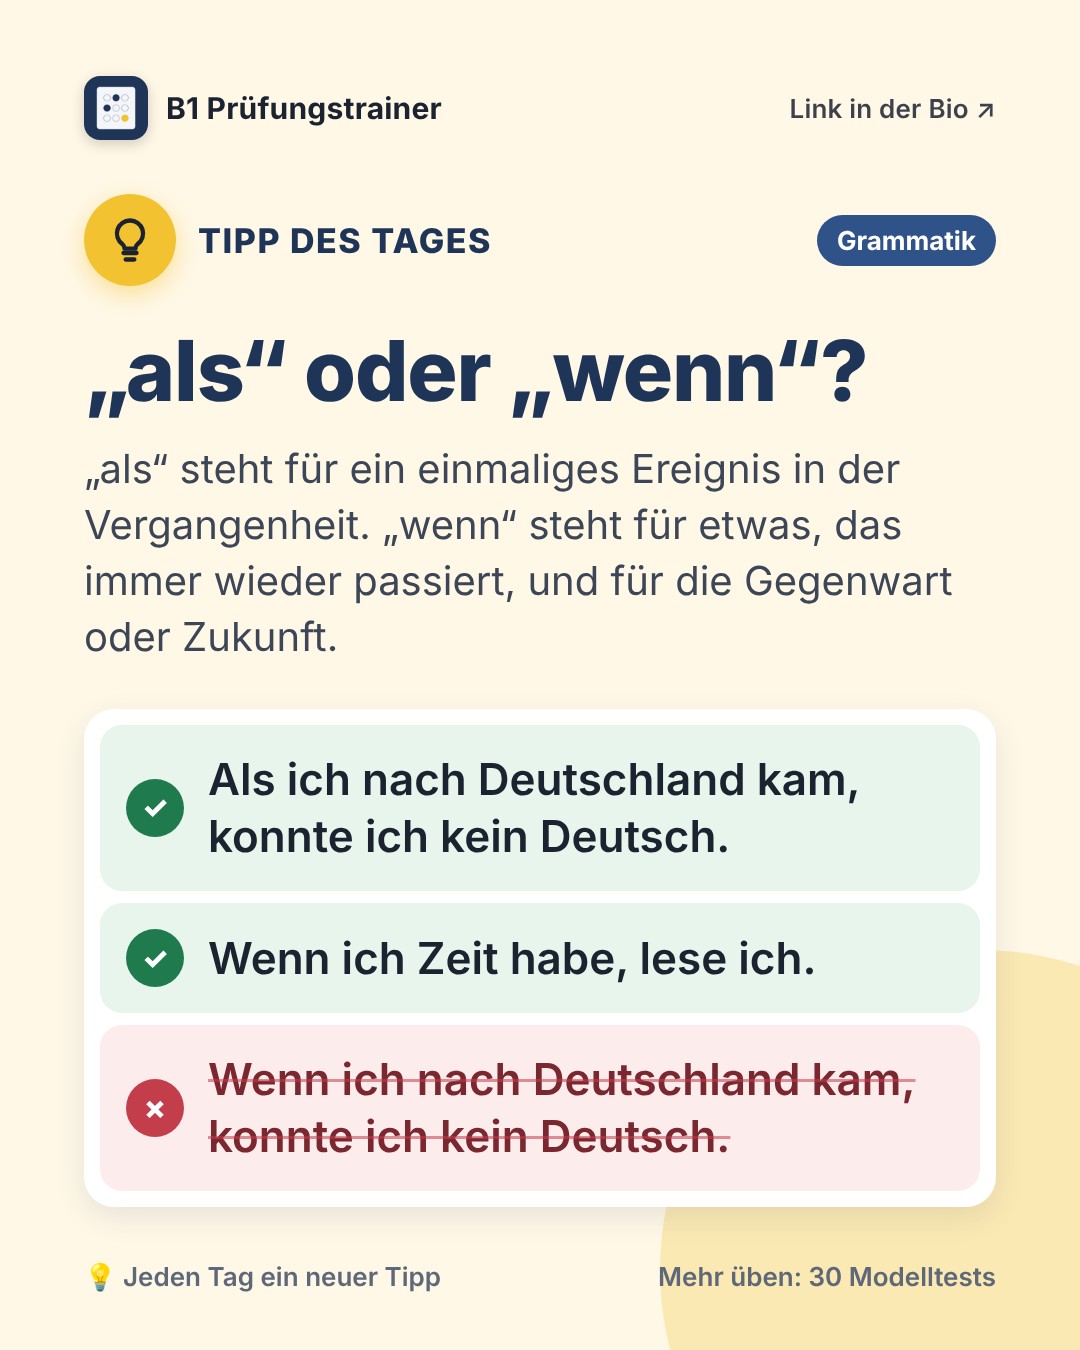 B1 Prüfungstrainer
Link in der Bio ↗
TIPP DES TAGES
Grammatik
„als“ oder „wenn“?
„als“ steht für ein einmaliges Ereignis in der
Vergangenheit. „wenn“ steht für etwas, das
immer wieder passiert, und für die Gegenwart
oder Zukunft.
Als ich nach Deutschland kam,
konnte ich kein Deutsch.
Wenn ich Zeit habe, lese ich.
Wenn ich nach Deutschland kam,
konnte ich kein Deutsch.
💡 Jeden Tag ein neuer Tipp
Mehr üben: 30 Modelltests